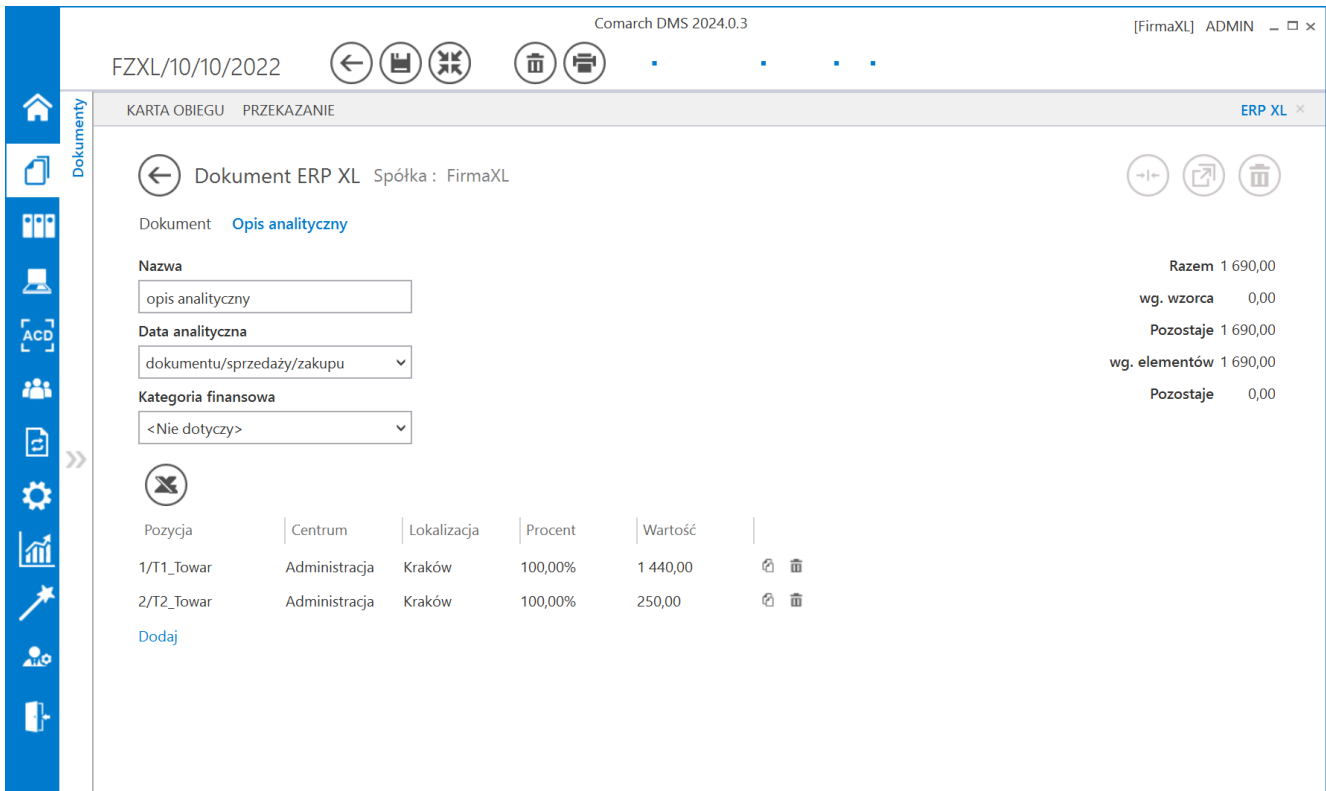 Comarch DMS 2024.0.3
[FirmaXL] ADMIN
FZXL/10/10/2022
Dokumenty
KARTA OBIEGU PRZEKAZANIE ERP XL
Dokument ERP XL Spółka : FirmaXL
Dokument Opis analityczny
Nazwa
opis analityczny
Data analityczna
dokumentu/sprzedaży/zakupu
Kategoria finansowa
<Nie dotyczy>
Razem 1 690,00
wg. wzorca 0,00
Pozostaje 1 690,00
wg. elementów 1 690,00
Pozostaje 0,00
ACD
Pozycja Centrum Lokalizacja Procent Wartość
1/T1_Towar Administracja Kraków 100,00% 1 440,00
2/T2_Towar Administracja Kraków 100,00% 250,00
Dodaj